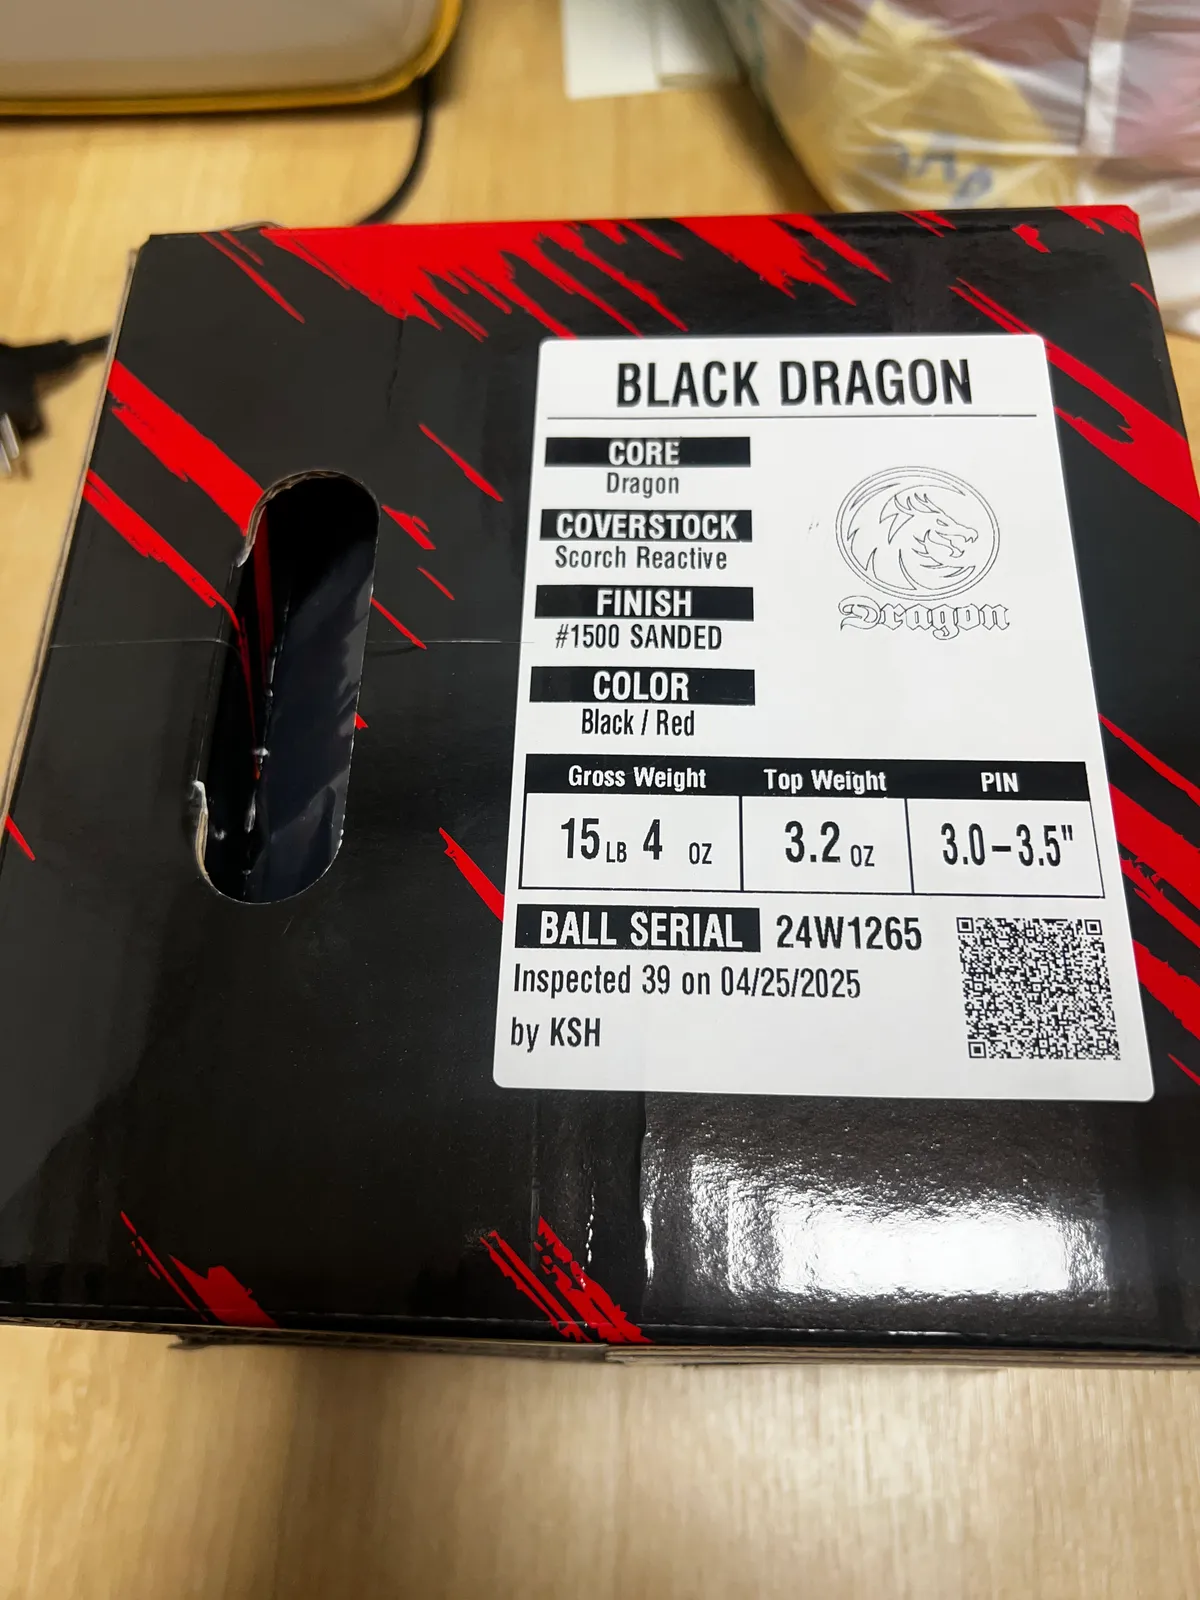 BLACK DRAGON
CORE
Dragon
COVERSTOCK
Scorch Reactive
FINISH
#1500 SANDED
COLOR
Black / Red
Dragon
Gross Weight Top Weight PIN
15 LB 4 OZ 3.2 OZ 3.0-3.5"
BALL SERIAL 24W1265
Inspected 39 on 04/25/2025
by KSH